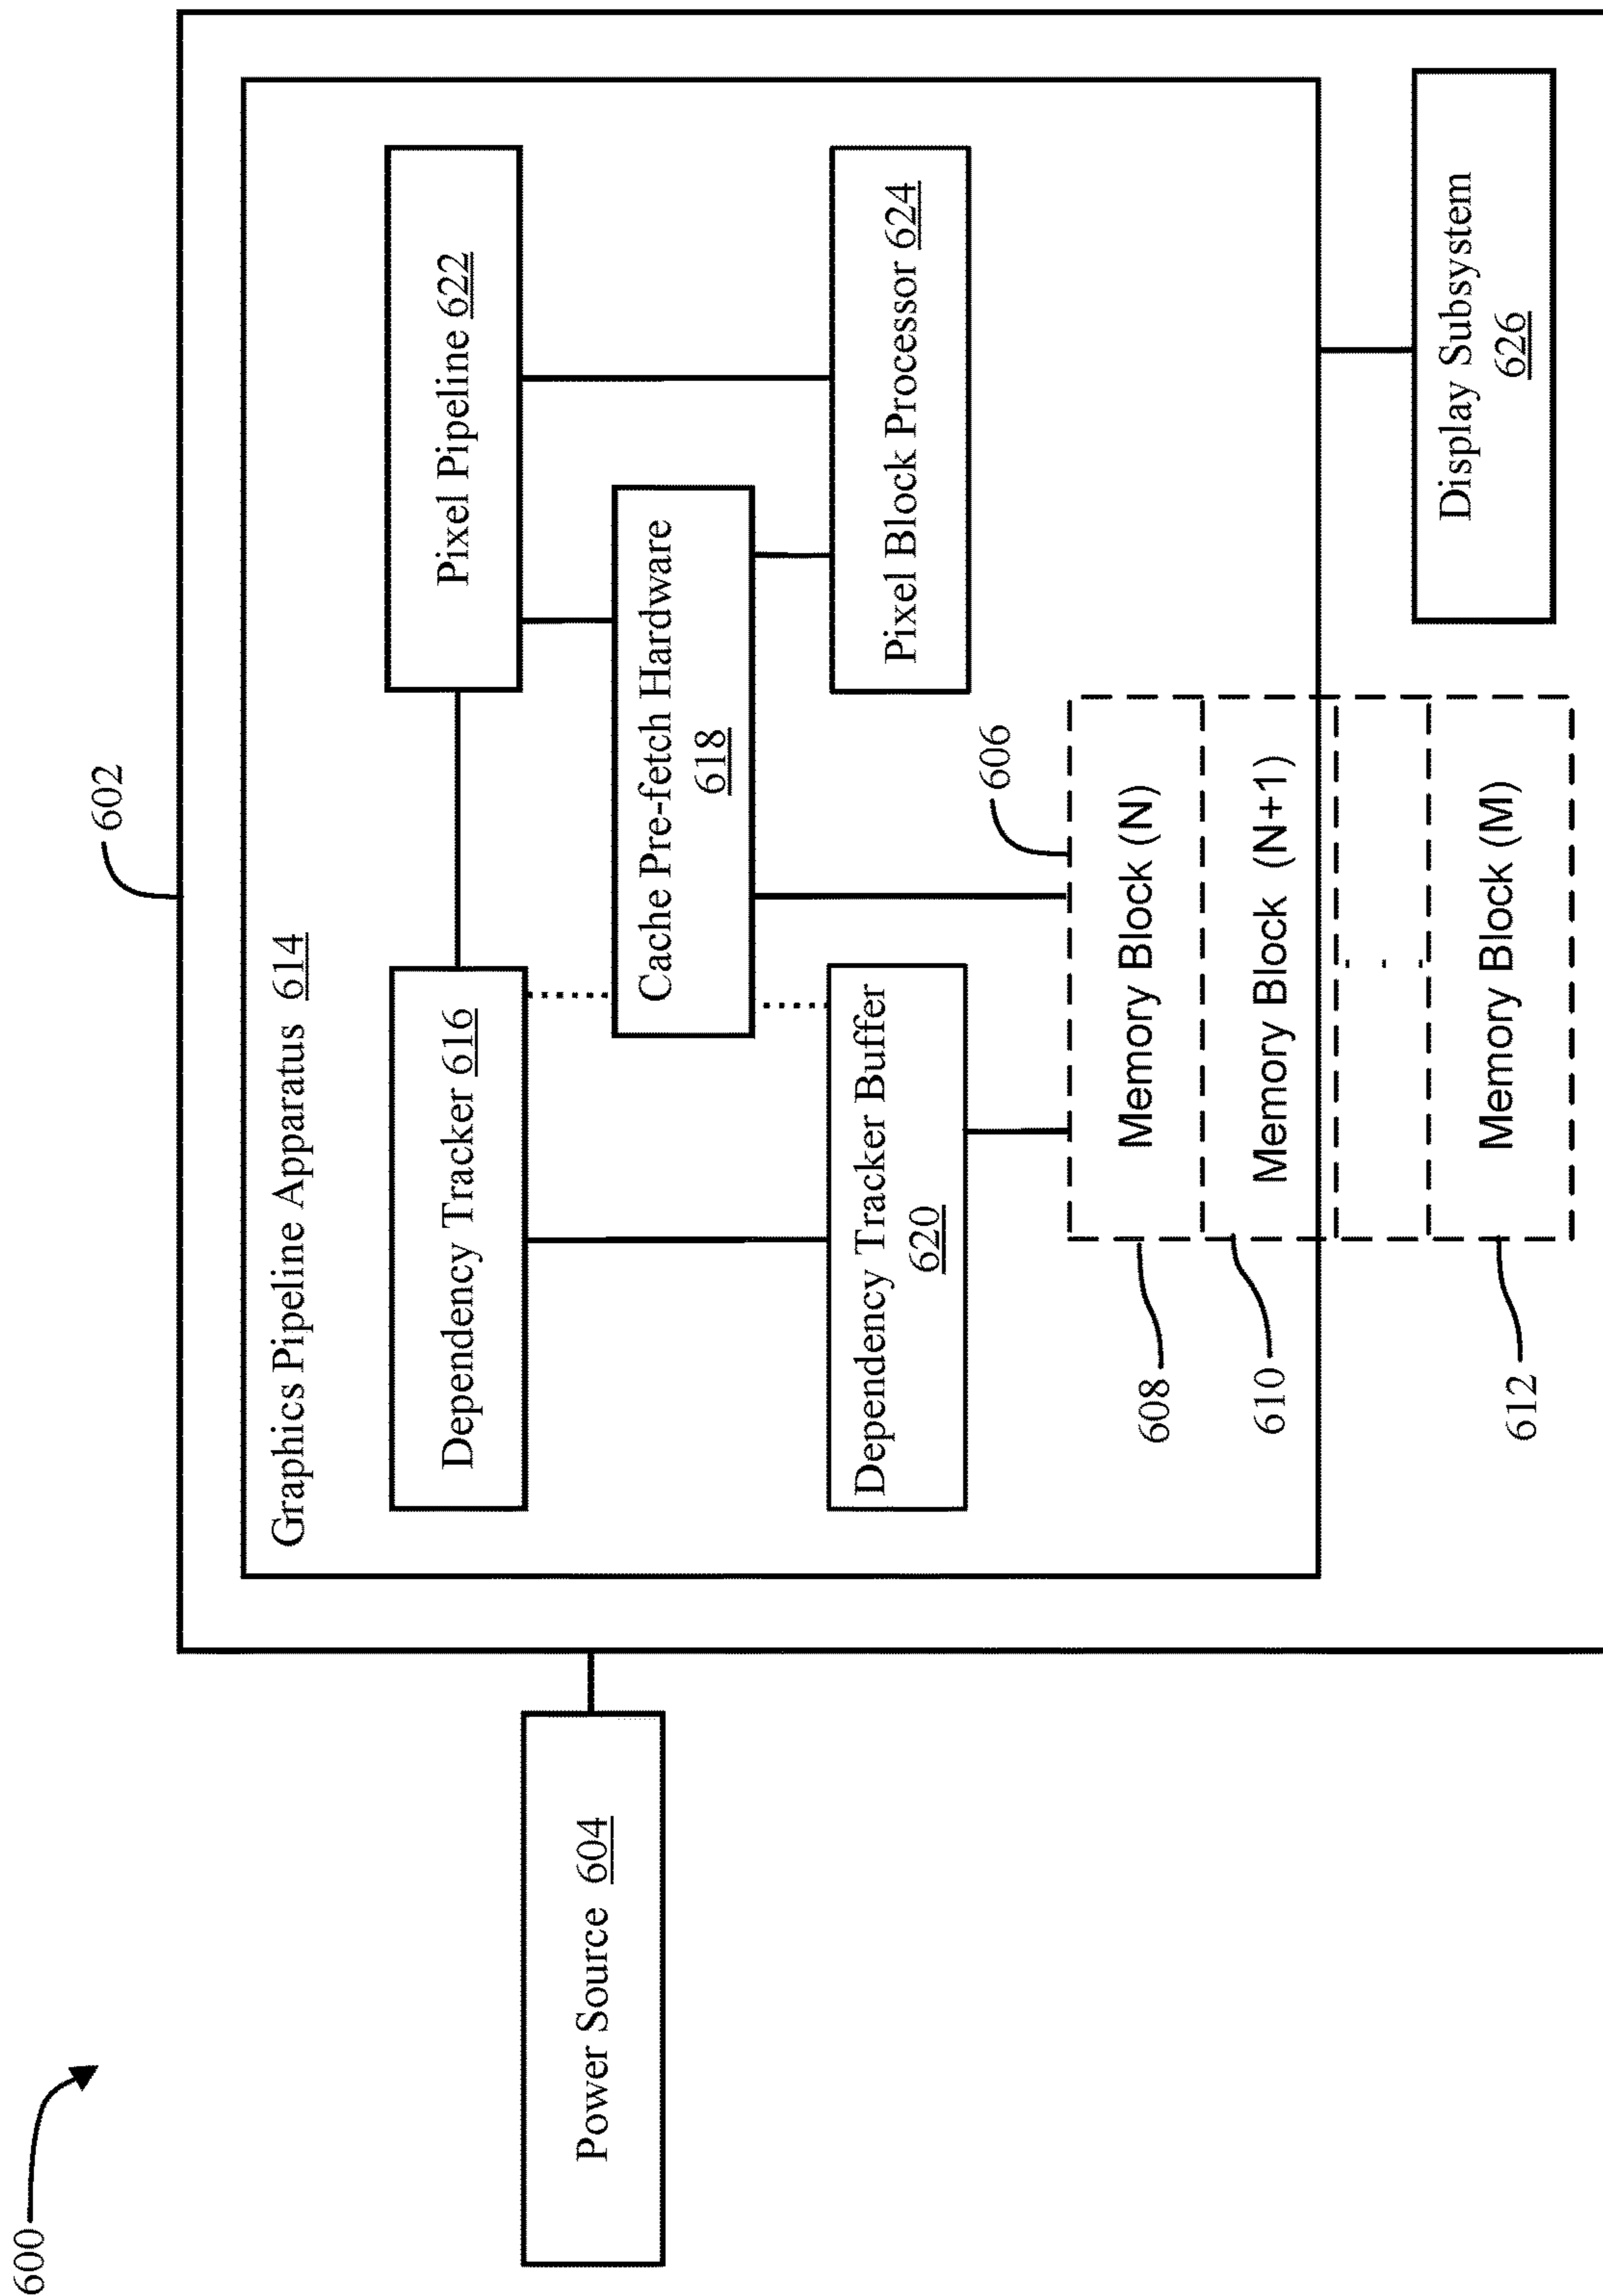 600
602
Power Source 604
Graphics Pipeline Apparatus 614
Dependency Tracker 616
Pixel Pipeline 622
Cache Pre-fetch Hardware
618
Dependency Tracker Buffer
620
Pixel Block Processor 624
606
608
Memory Block (N)
610
Memory Block (N+1)
. . .
612
Memory Block (M)
Display Subsystem
626